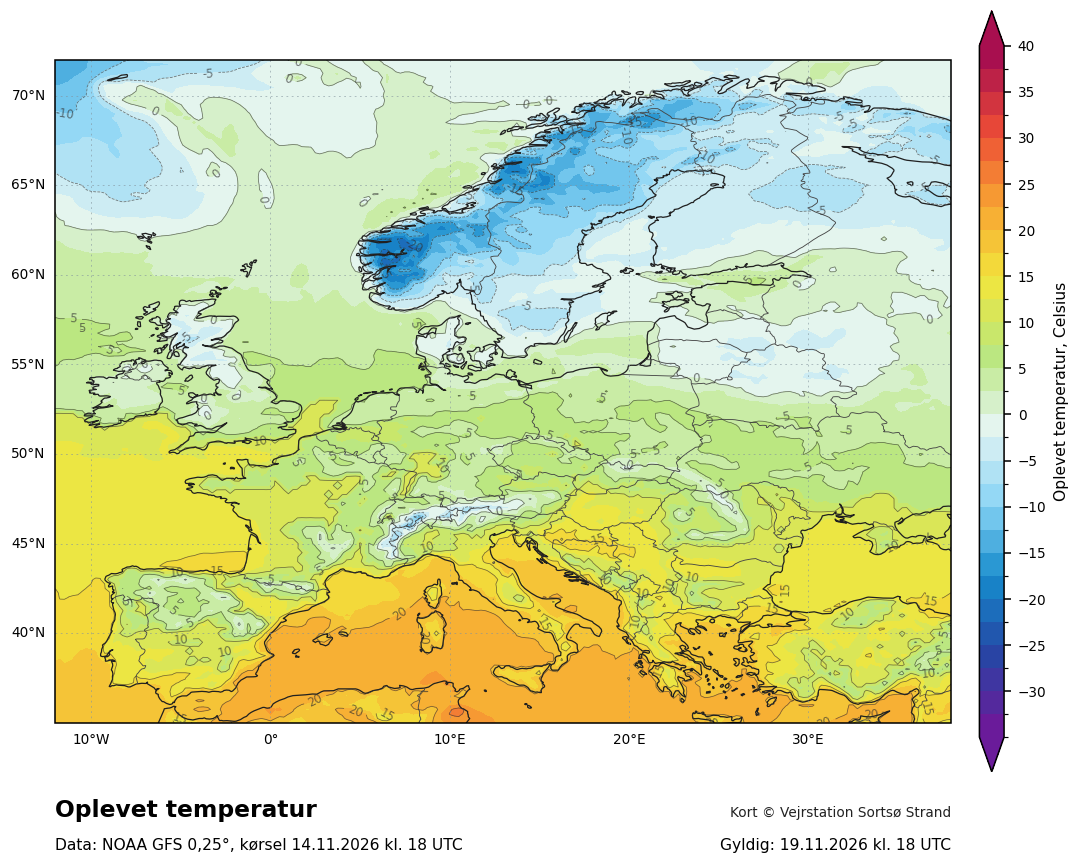 70°N
65°N
60°N
55°N
50°N
45°N
40°N
10°W
0°
10°E
20°E
30°E
40
35
30
25
20
15
10
5
0
−5
−10
−15
−20
−25
−30
Oplevet temperatur, Celsius
Oplevet temperatur
Kort © Vejrstation Sortsø Strand
Data: NOAA GFS 0,25°, kørsel 14.11.2026 kl. 18 UTC
Gyldig: 19.11.2026 kl. 18 UTC